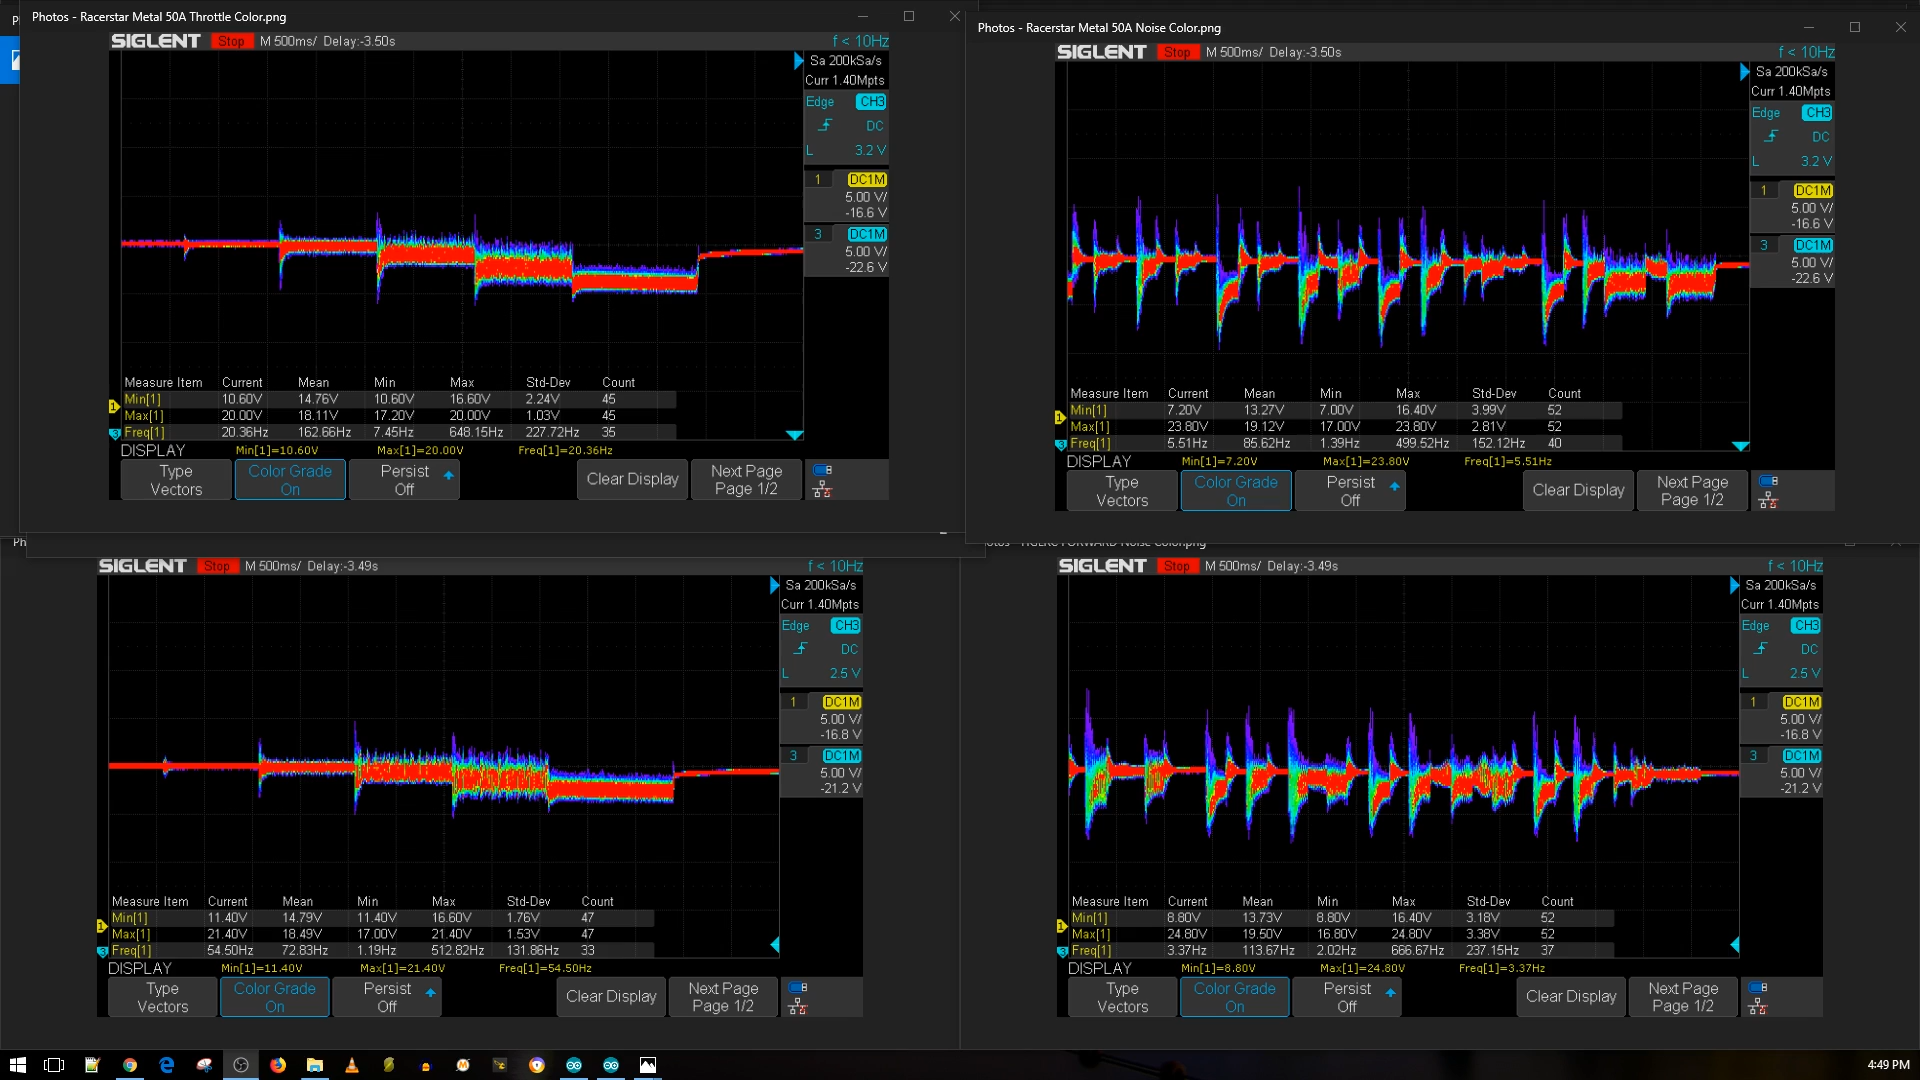 Photos - Racerstar Metal 50A Throttle Color.png
SIGLENT Stop M 500ms/ Delay:-3.50s f < 10Hz
Sa 200kSa/s
Curr 1.40Mpts
Edge CH3
DC
L 3.2 V
1 DC1M
5.00 V/
-16.6 V
3 DC1M
5.00 V/
-22.6 V
Measure Item Current Mean Min Max Std-Dev Count
Min[1] 10.60V 14.76V 10.60V 16.60V 2.24V 45
Max[1] 20.00V 18.11V 17.20V 20.00V 1.03V 45
Freq[1] 20.36Hz 162.66Hz 7.45Hz 648.15Hz 227.72Hz 35
DISPLAY Min[1]=10.60V Max[1]=20.00V Freq[1]=20.36Hz
Type Color Grade Persist Clear Display Next Page
Vectors On Off Page 1/2
Photos - Racerstar Metal 50A Noise Color.png
SIGLENT Stop M 500ms/ Delay:-3.50s f < 10Hz
Sa 200kSa/s
Curr 1.40Mpts
Edge CH3
DC
L 3.2 V
1 DC1M
5.00 V/
-16.6 V
3 DC1M
5.00 V/
-22.6 V
Measure Item Current Mean Min Max Std-Dev Count
Min[1] 7.20V 13.27V 7.00V 16.40V 3.99V 52
Max[1] 23.80V 19.12V 17.00V 23.80V 2.81V 52
Freq[1] 5.51Hz 85.62Hz 1.39Hz 499.52Hz 152.12Hz 40
DISPLAY Min[1]=7.20V Max[1]=23.80V Freq[1]=5.51Hz
Type Color Grade Persist Clear Display Next Page
Vectors On Off Page 1/2
SIGLENT Stop M 500ms/ Delay:-3.49s f < 10Hz
Sa 200kSa/s
Curr 1.40Mpts
Edge CH3
DC
L 2.5 V
1 DC1M
5.00 V/
-16.8 V
3 DC1M
5.00 V/
-21.2 V
Measure Item Current Mean Min Max Std-Dev Count
Min[1] 11.40V 14.79V 11.40V 16.60V 1.76V 47
Max[1] 21.40V 18.49V 17.00V 21.40V 1.53V 47
Freq[1] 54.50Hz 72.83Hz 1.19Hz 512.82Hz 131.86Hz 33
DISPLAY Min[1]=11.40V Max[1]=21.40V Freq[1]=54.50Hz
Type Color Grade Persist Clear Display Next Page
Vectors On Off Page 1/2
Noise Color.png
SIGLENT Stop M 500ms/ Delay:-3.49s f < 10Hz
Sa 200kSa/s
Curr 1.40Mpts
Edge CH3
DC
L 2.5 V
1 DC1M
5.00 V/
-16.8 V
3 DC1M
5.00 V/
-21.2 V
Measure Item Current Mean Min Max Std-Dev Count
Min[1] 8.80V 13.73V 8.80V 16.40V 3.18V 52
Max[1] 24.80V 19.50V 16.80V 24.80V 3.38V 52
Freq[1] 3.37Hz 113.67Hz 2.02Hz 666.67Hz 237.15Hz 37
DISPLAY Min[1]=8.80V Max[1]=24.80V Freq[1]=3.37Hz
Type Color Grade Persist Clear Display Next Page
Vectors On Off Page 1/2
4:49 PM